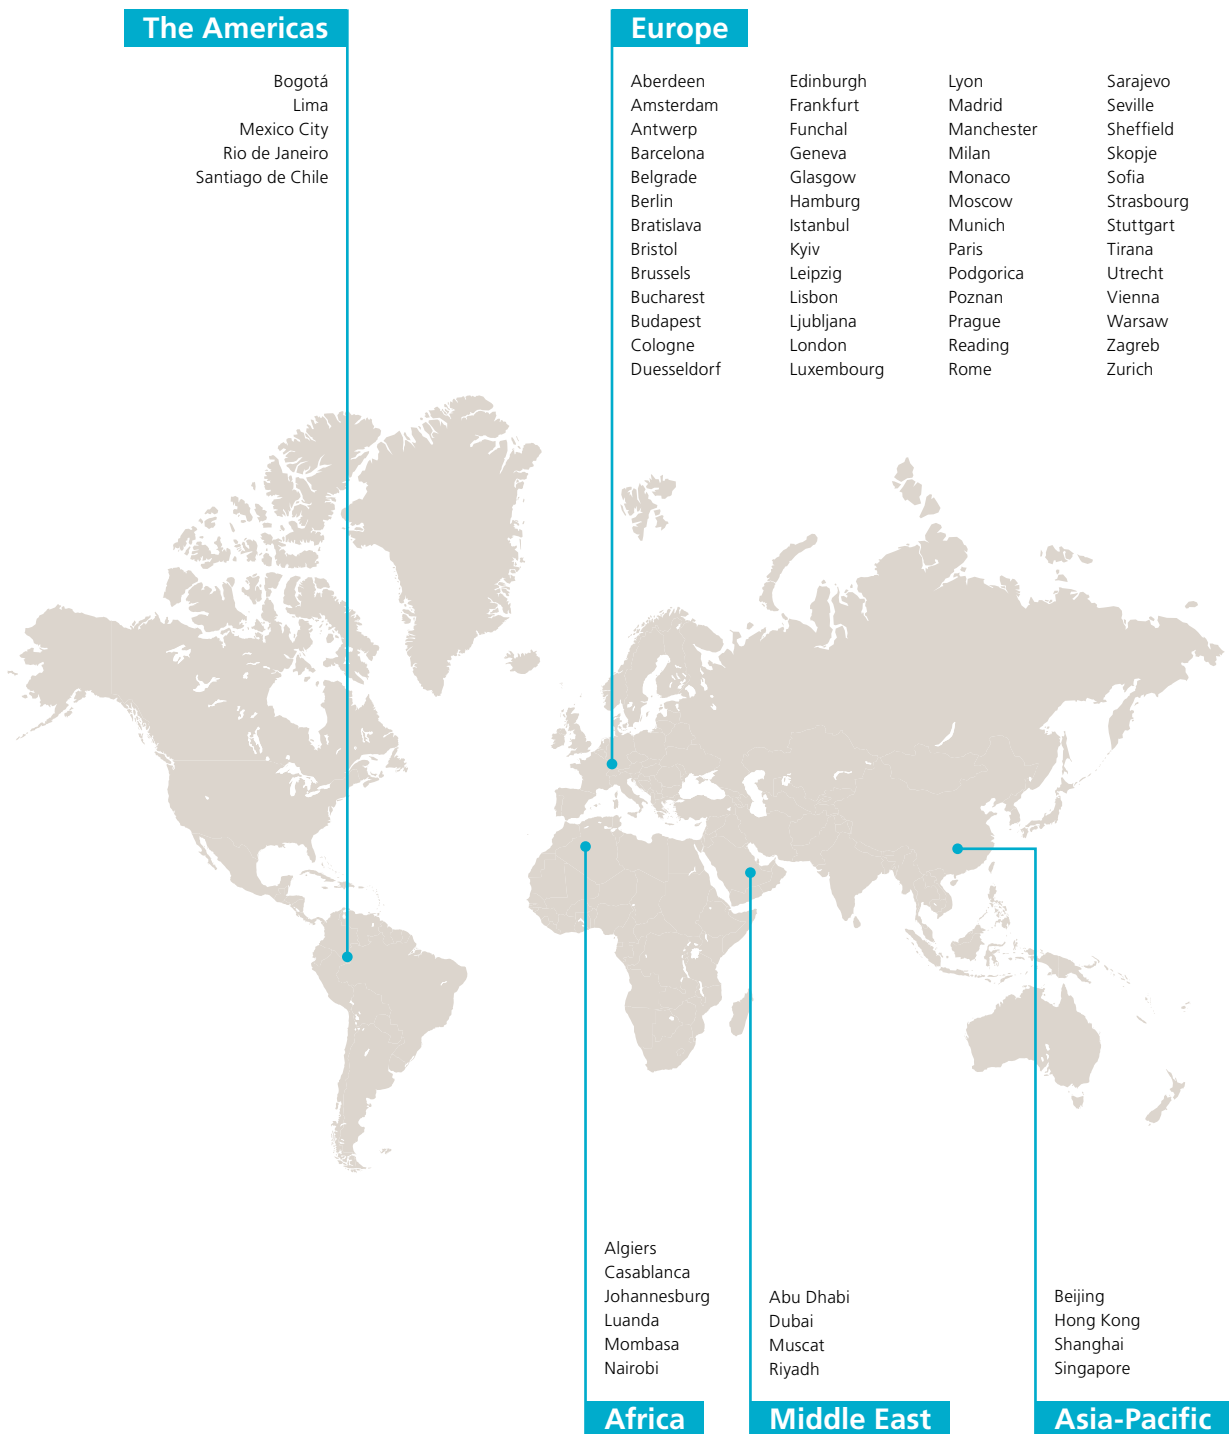 The Americas
Bogotá
Lima
Mexico City
Rio de Janeiro
Santiago de Chile
Europe
Aberdeen
Amsterdam
Antwerp
Barcelona
Belgrade
Berlin
Bratislava
Bristol
Brussels
Bucharest
Budapest
Cologne
Duesseldorf
Edinburgh
Frankfurt
Funchal
Geneva
Glasgow
Hamburg
Istanbul
Kyiv
Leipzig
Lisbon
Ljubljana
London
Luxembourg
Lyon
Madrid
Manchester
Milan
Monaco
Moscow
Munich
Paris
Podgorica
Poznan
Prague
Reading
Rome
Sarajevo
Seville
Sheffield
Skopje
Sofia
Strasbourg
Stuttgart
Tirana
Utrecht
Vienna
Warsaw
Zagreb
Zurich
Algiers
Casablanca
Johannesburg
Luanda
Mombasa
Nairobi
Africa
Abu Dhabi
Dubai
Muscat
Riyadh
Middle East
Beijing
Hong Kong
Shanghai
Singapore
Asia-Pacific